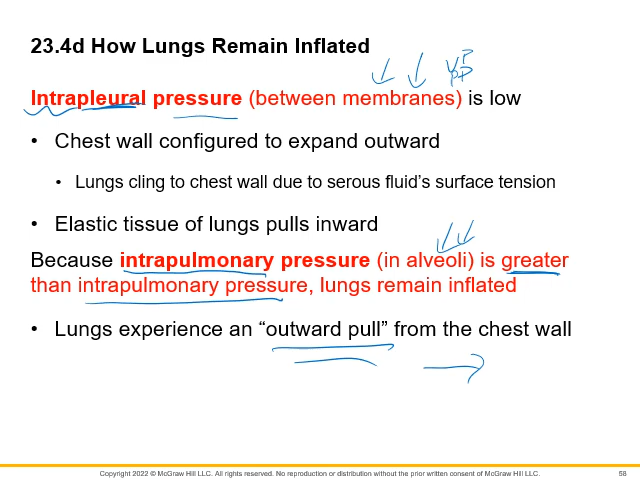 23.4d How Lungs Remain Inflated
Intrapleural pressure (between membranes) is low
• Chest wall configured to expand outward
• Lungs cling to chest wall due to serous fluid's surface tension
• Elastic tissue of lungs pulls inward
Because intrapulmonary pressure (in alveoli) is greater
than intrapulmonary pressure, lungs remain inflated
• Lungs experience an “outward pull” from the chest wall
Copyright 2022 © McGraw Hill LLC. All rights reserved. No reproduction or distribution without the prior written consent of McGraw Hill LLC.
58